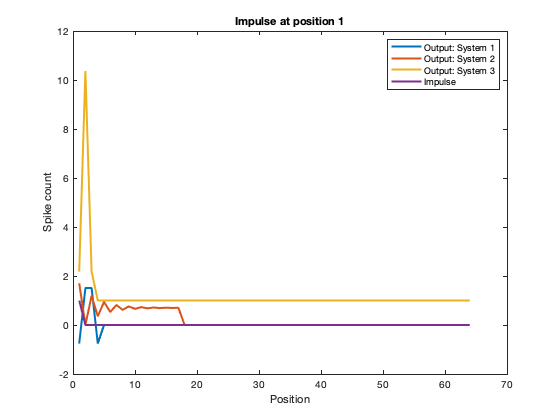 Impulse at position 1
12
10
8
6
4
2
0
-2
Spike count
0
10
20
30
40
50
60
70
Position
Output: System 1
Output: System 2
Output: System 3
Impulse